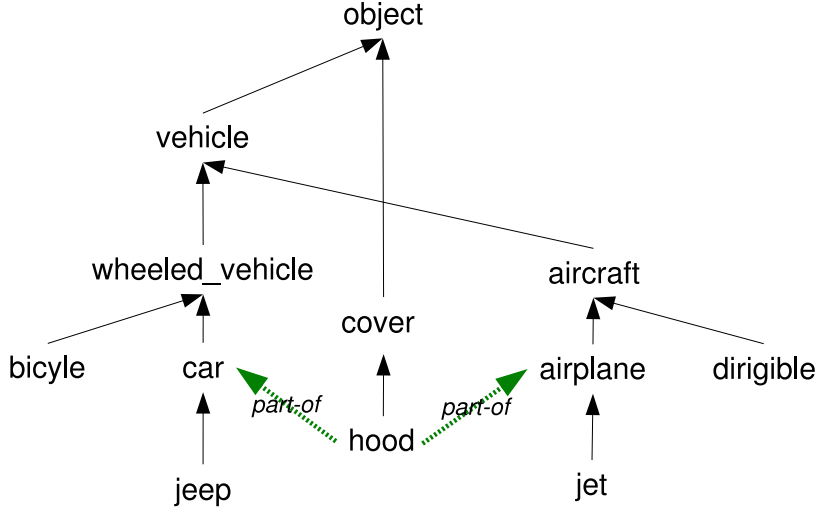 object
vehicle
wheeled_vehicle
aircraft
cover
bicyle
car
airplane
dirigible
part-of
part-of
hood
jeep
jet